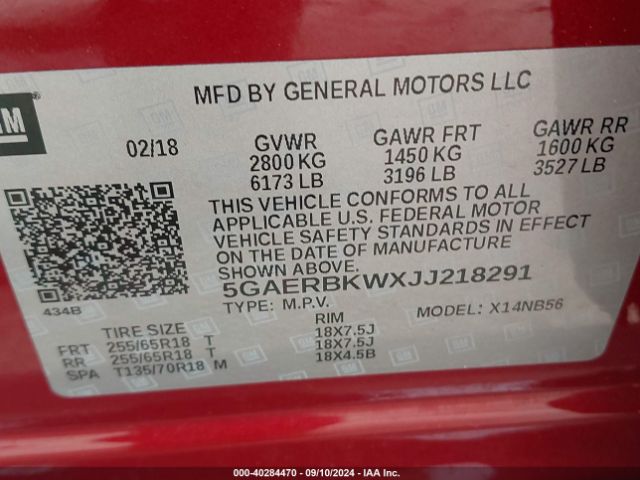 GM
MFD BY GENERAL MOTORS LLC
02/18 GVWR GAWR FRT GAWR RR
2800 KG 1450 KG 1600 KG
6173 LB 3196 LB 3527 LB
THIS VEHICLE CONFORMS TO ALL
APPLICABLE U.S. FEDERAL MOTOR
VEHICLE SAFETY STANDARDS IN EFFECT
ON THE DATE OF MANUFACTURE
SHOWN ABOVE.
434B
5GAERBKWXJJ218291
TYPE: M.P.V. MODEL: X14NB56
TIRE SIZE RIM
FRT 255/65R18 T 18X7.5J
RR 255/65R18 T 18X7.5J
SPA T135/70R18 M 18X4.5B
000-40284470 • 09/10/2024 • IAA Inc.